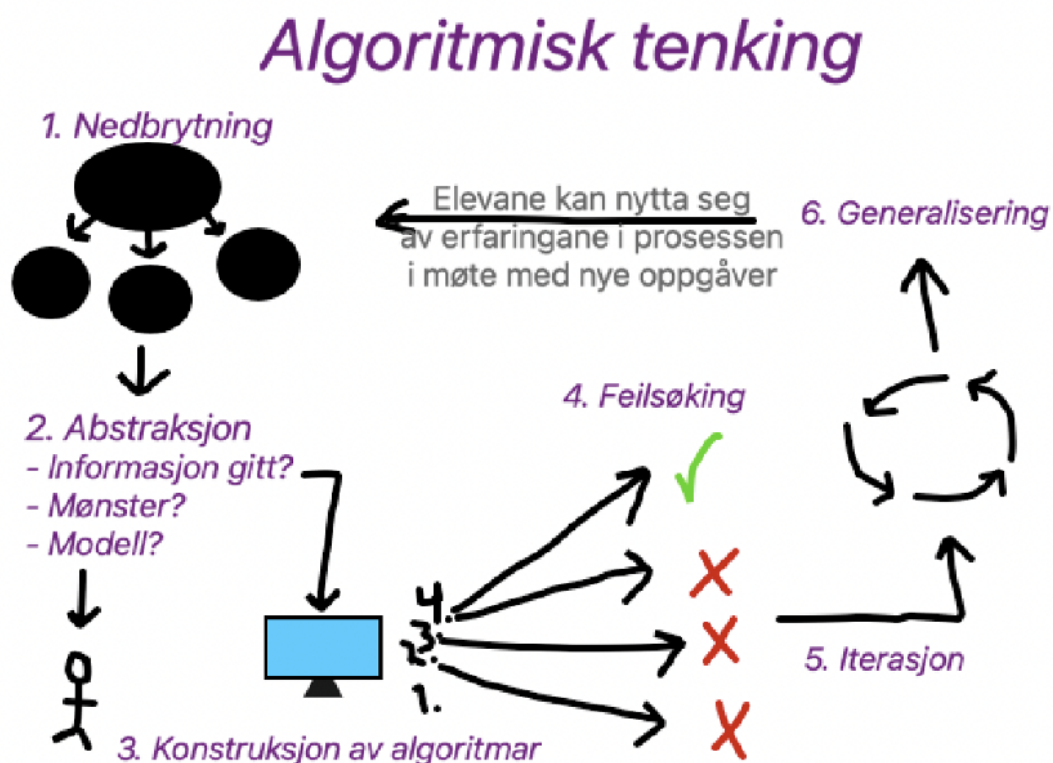 Algoritmisk tenking
1. Nedbrytning
Elevane kan nytta seg
av erfaringane i prosessen
i møte med nye oppgåver
6. Generalisering
2. Abstraksjon
- Informasjon gitt?
- Mønster?
- Modell?
4. Feilsøking
4.
3.
2.
1.
5. Iterasjon
3. Konstruksjon av algoritmar